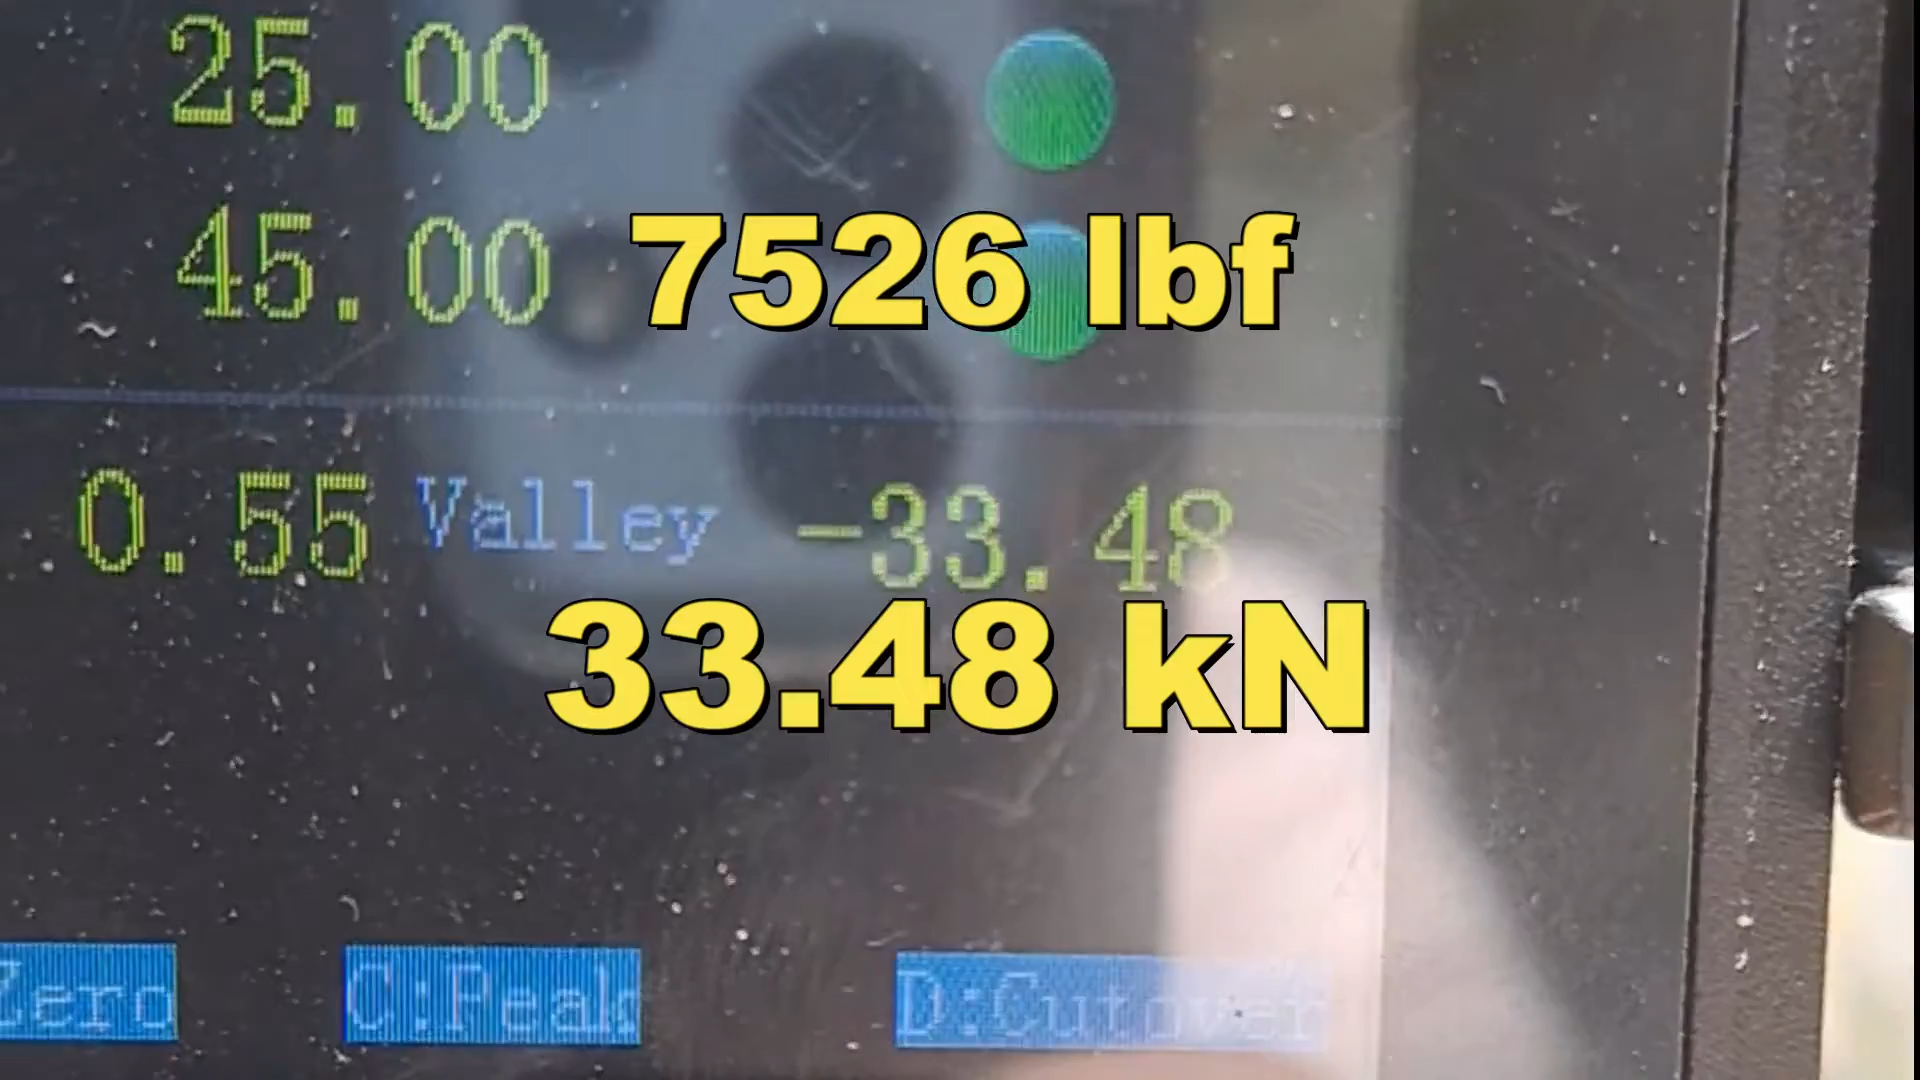 25.00
45.00
7526 lbf
0.55 Valley -33.48
33.48 kN
Zero C:Peak D:Cutover